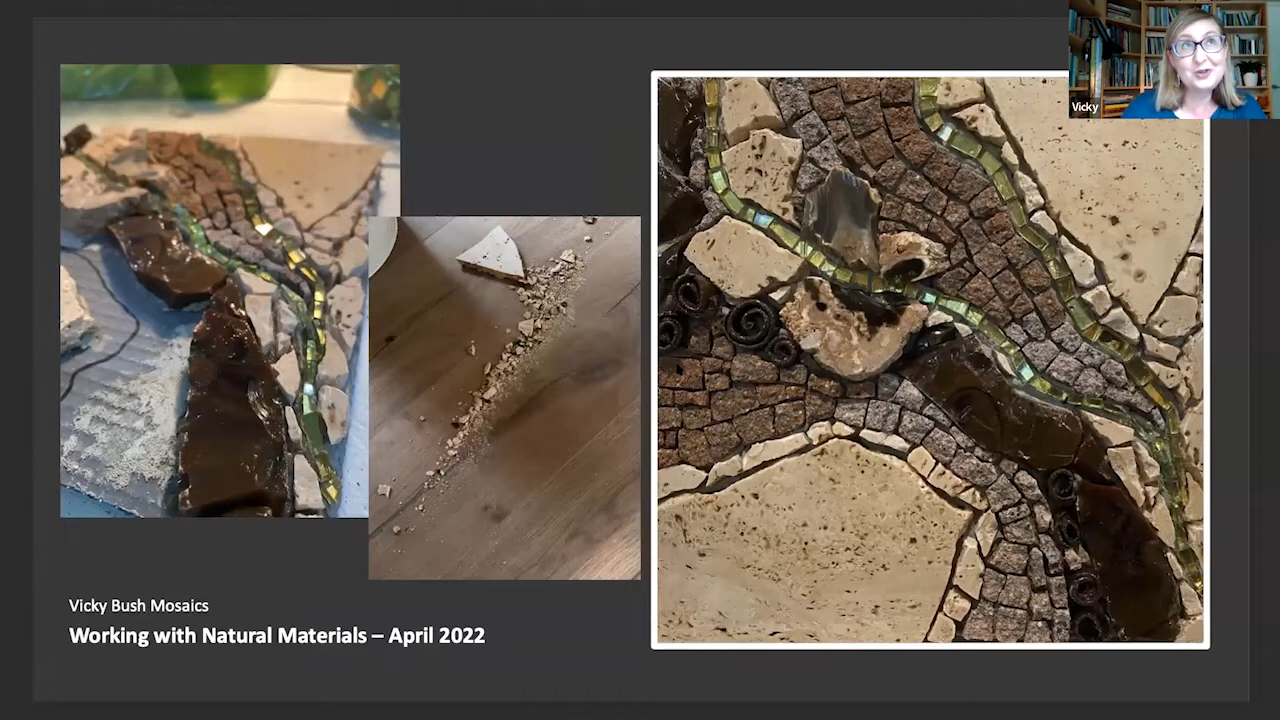 Vicky
Vicky Bush Mosaics
Working with Natural Materials – April 2022